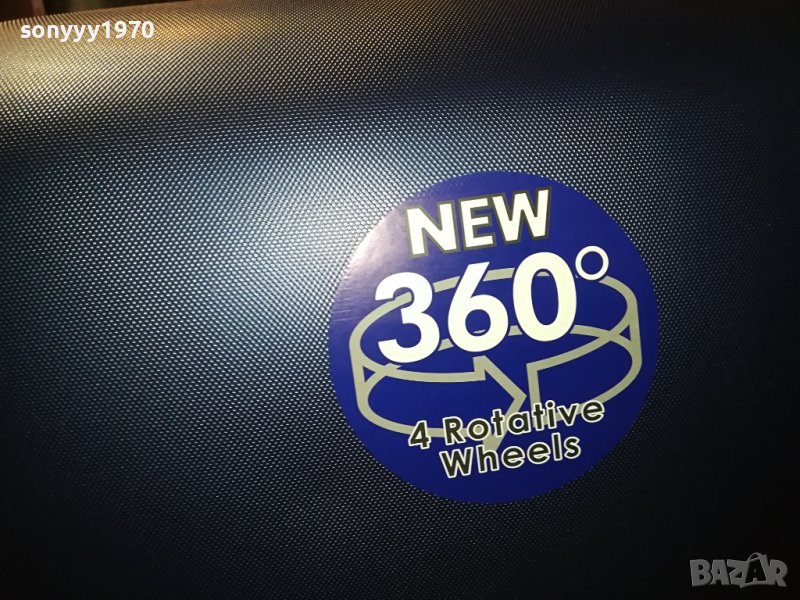 sonyyy1970
NEW
360°
4 Rotative
Wheels
BAZAR